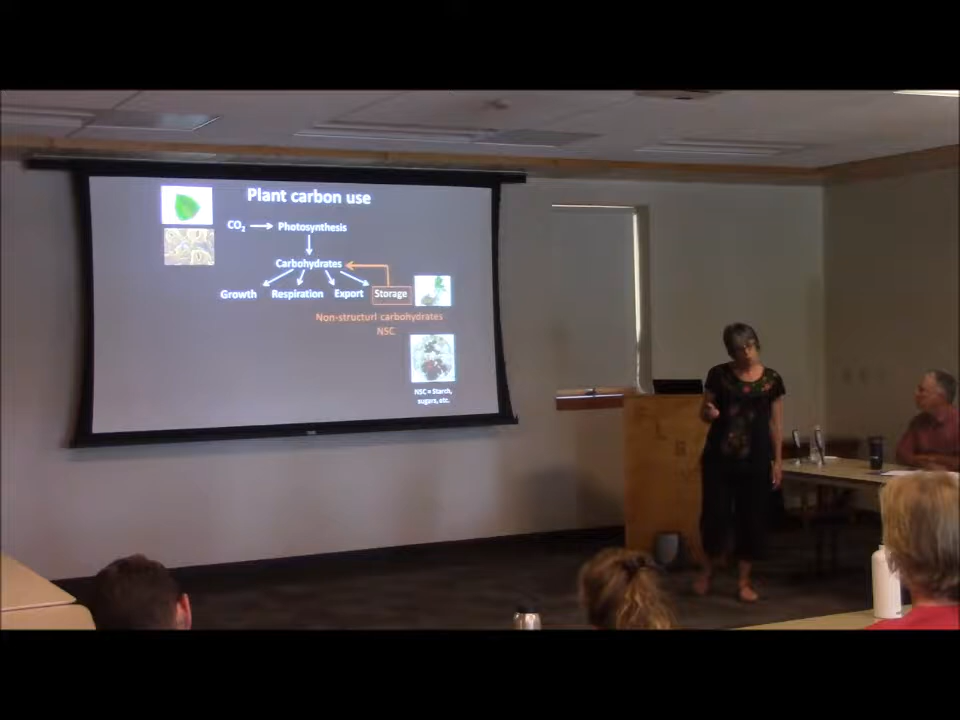 Plant carbon use
CO₂ Photosynthesis
Carbohydrates
Growth Respiration Export Storage
Non-structurl carbohydrates
NSC
NSC = Starch,
sugars, etc.